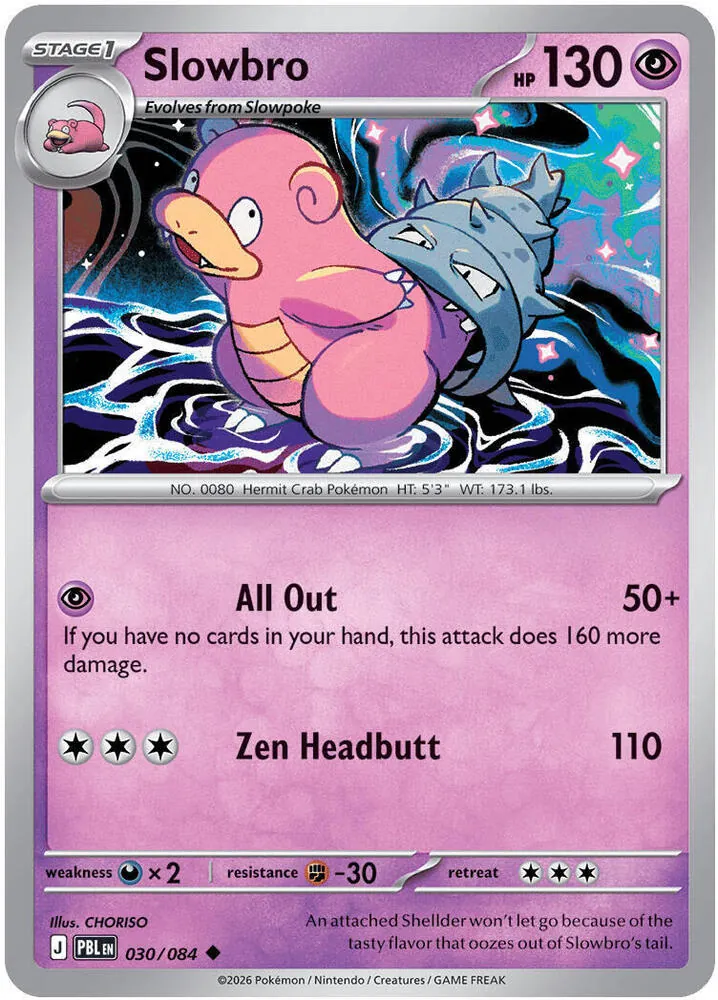 STAGE1
Slowbro
HP 130
Evolves from Slowpoke
NO. 0080 Hermit Crab Pokémon HT: 5'3" WT: 173.1 lbs.
All Out 50+
If you have no cards in your hand, this attack does 160 more
damage.
Zen Headbutt 110
weakness ×2 resistance -30 retreat
Illus. CHORISO
An attached Shellder won't let go because of the
tasty flavor that oozes out of Slowbro's tail.
J PBL EN 030/084
©2026 Pokémon / Nintendo / Creatures / GAME FREAK